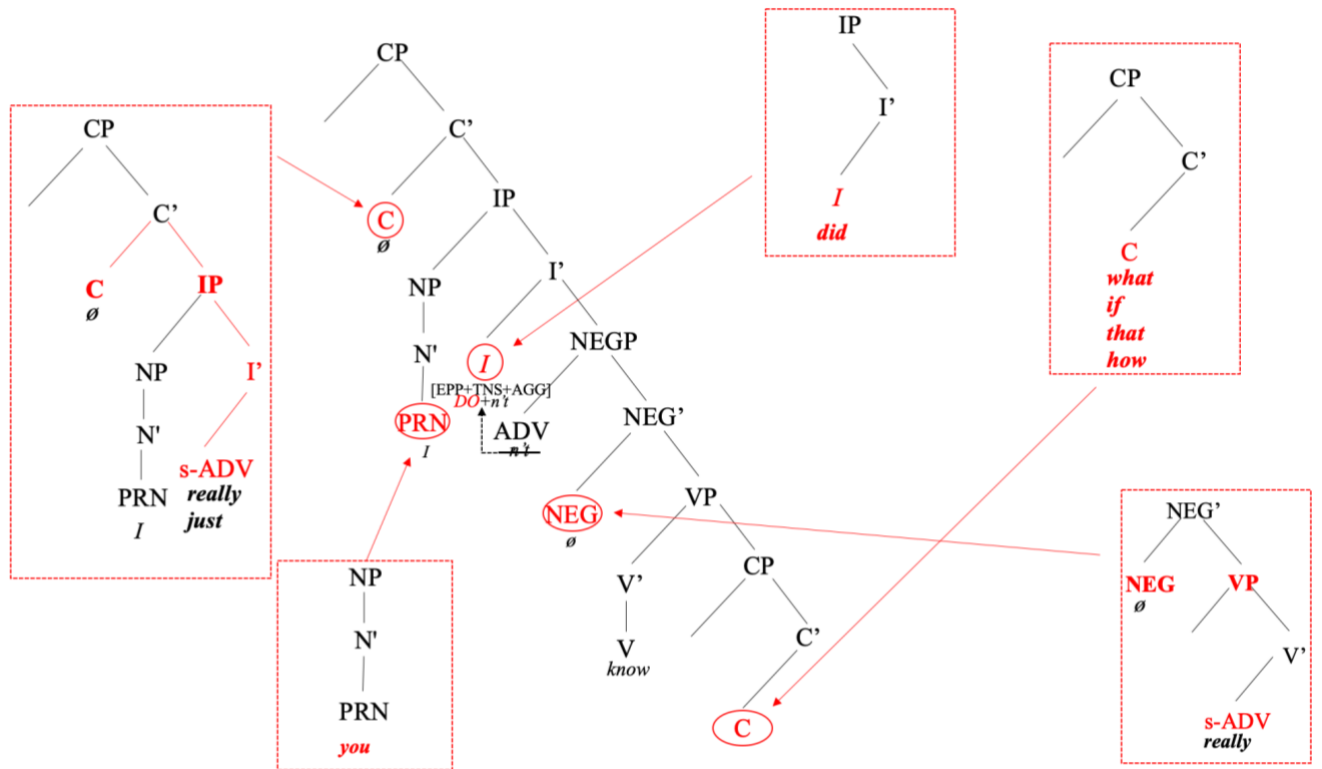 CP
C'
C
ø
IP
NP
N'
PRN
I
I'
s-ADV
really
just
CP
C'
C
ø
IP
NP
N'
PRN
I
I'
I
[EPP+TNS+AGG]
DO+n't
NEGP
ADV
n't
NEG'
NEG
ø
VP
V'
V
know
CP
C'
C
NP
N'
PRN
you
IP
I'
I
did
CP
C'
C
what
if
that
how
NEG'
NEG
ø
VP
V'
s-ADV
really